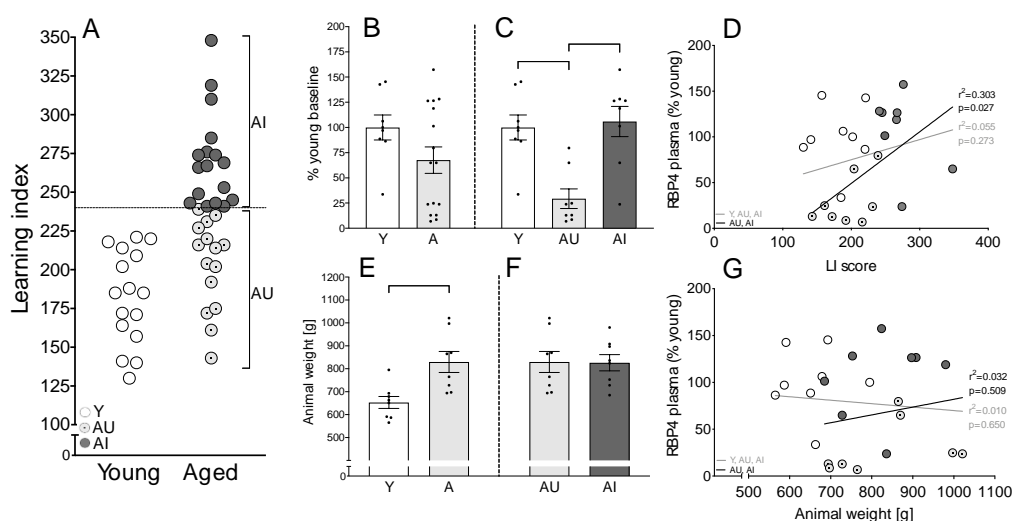 A
Learning index
350
325
300
275
250
225
200
175
150
125
100
0
AI
AU
Y
AU
AI
Young
Aged
B
% young baseline
200
175
150
125
100
75
50
25
0
Y
A
C
Y
AU
AI
D
RBP4 plasma (% young)
200
150
100
50
0
r²=0.303
p=0.027
r²=0.055
p=0.273
Y, AU, AI
AU, AI
0
100
200
300
400
LI score
E
Animal weight [g]
1200
1100
1000
900
800
700
600
500
0
Y
A
F
AU
AI
G
RBP4 plasma (% young)
200
150
100
50
0
r²=0.032
p=0.509
r²=0.010
p=0.650
Y, AU, AI
AU, AI
500
600
700
800
900
1000
1100
Animal weight [g]